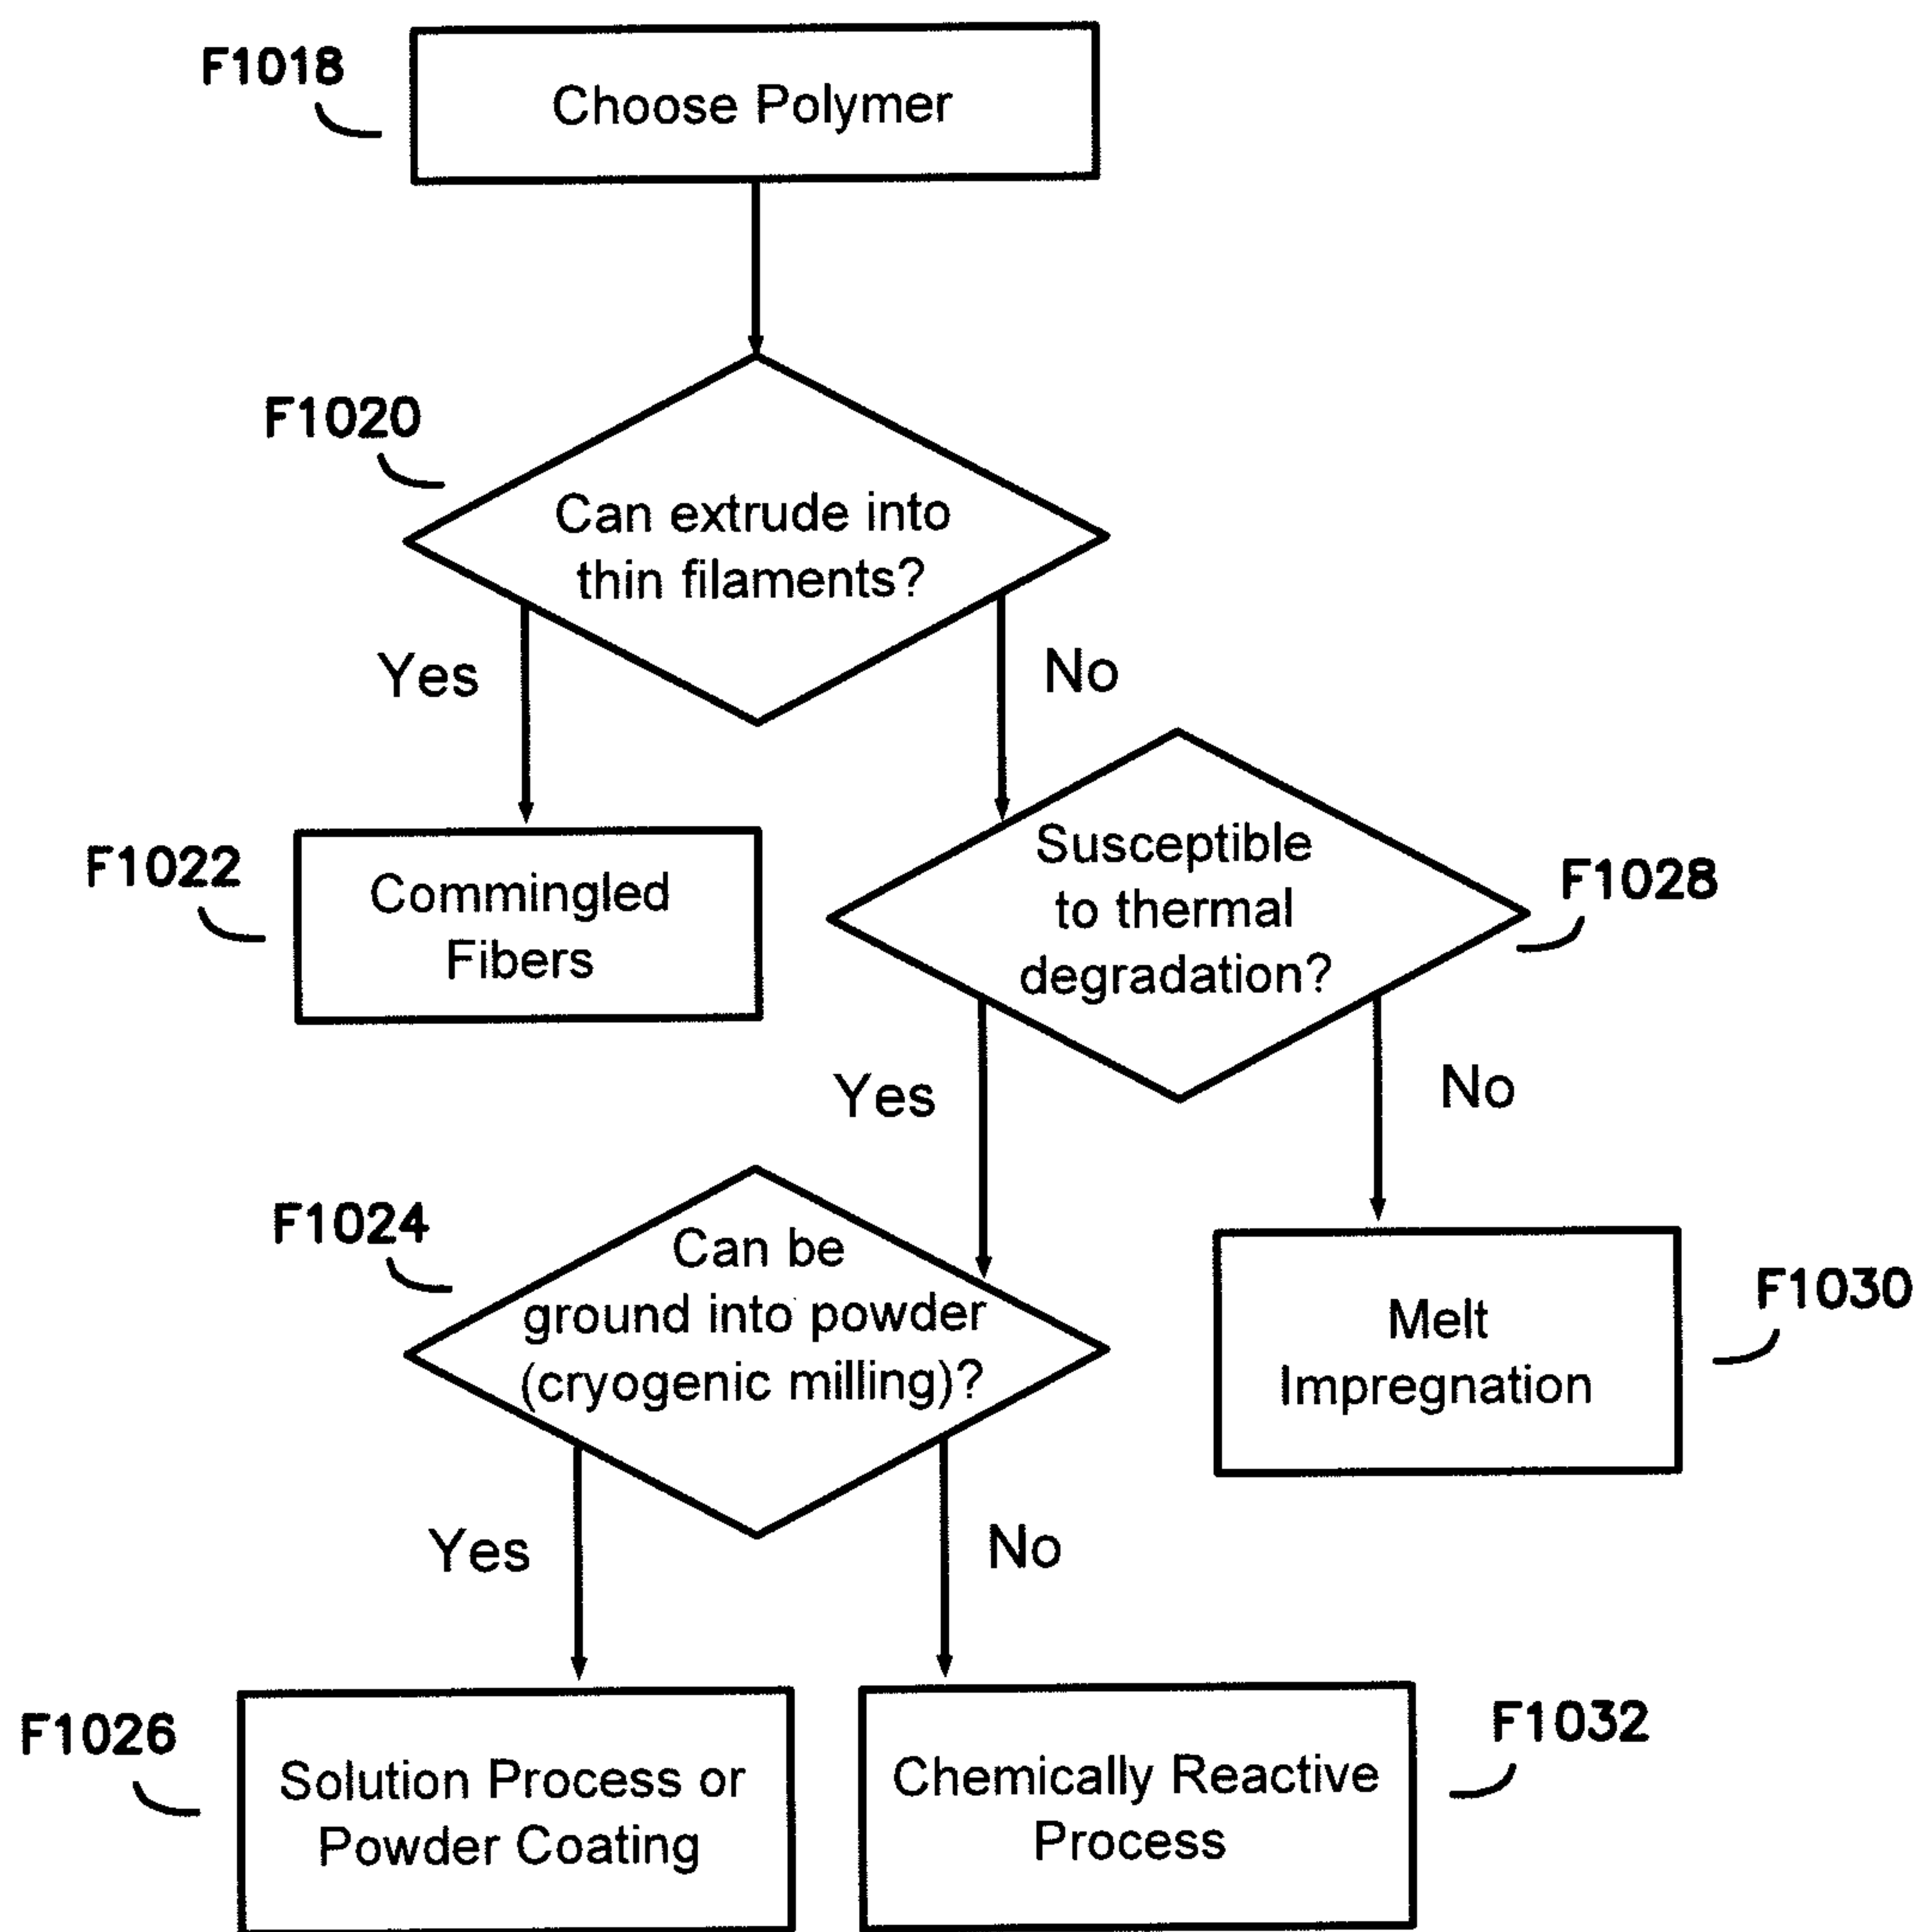 F1018
Choose Polymer
F1020
Can extrude into
thin filaments?
Yes
No
F1022
Commingled
Fibers
Susceptible
to thermal
degradation?
F1028
Yes
No
F1024
Can be
ground into powder
(cryogenic milling)?
Melt
Impregnation
F1030
Yes
No
F1026
Solution Process or
Powder Coating
Chemically Reactive
Process
F1032